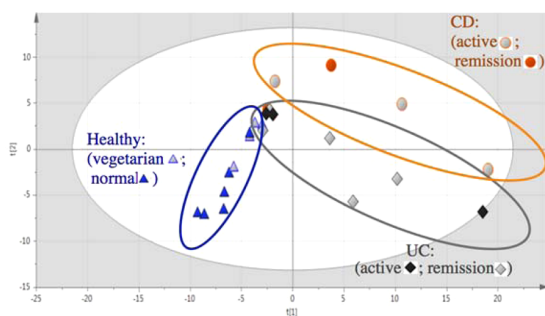 CD:
(active ;
remission )
10
5
0
-5
-10
-15
t[2]
Healthy:
(vegetarian ;
normal )
UC:
(active ; remission )
-25 -20 -15 -10 -5 0 5 10 15 20 25
t[1]